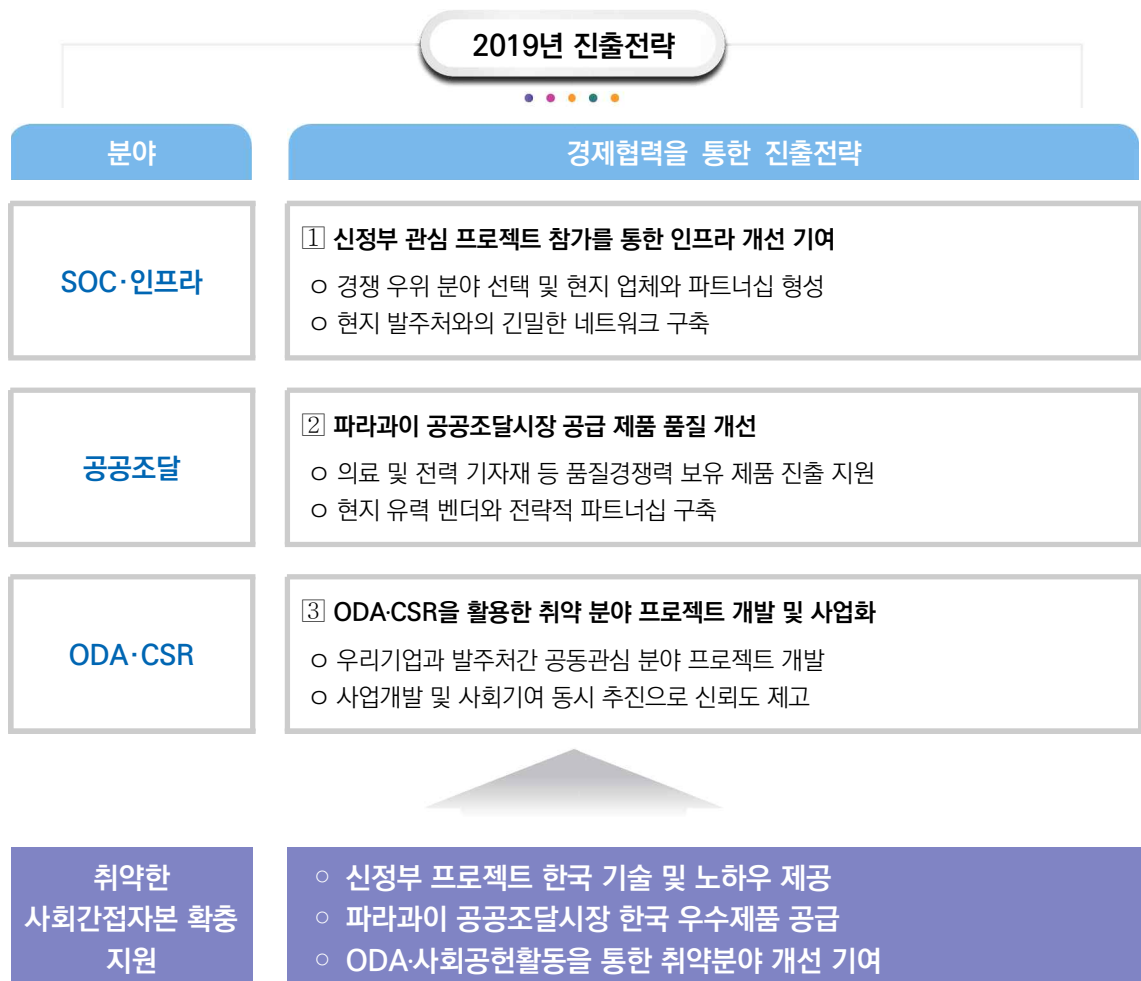 2019년 진출전략
분야
경제협력을 통한 진출전략
SOC·인프라
1 신정부 관심 프로젝트 참가를 통한 인프라 개선 기여
ㅇ 경쟁 우위 분야 선택 및 현지 업체와 파트너십 형성
ㅇ 현지 발주처와의 긴밀한 네트워크 구축
공공조달
2 파라과이 공공조달시장 공급 제품 품질 개선
ㅇ 의료 및 전력 기자재 등 품질경쟁력 보유 제품 진출 지원
ㅇ 현지 유력 벤더와 전략적 파트너십 구축
ODA·CSR
3 ODA·CSR을 활용한 취약 분야 프로젝트 개발 및 사업화
ㅇ 우리기업과 발주처간 공동관심 분야 프로젝트 개발
ㅇ 사업개발 및 사회기여 동시 추진으로 신뢰도 제고
취약한
사회간접자본 확충
지원
○ 신정부 프로젝트 한국 기술 및 노하우 제공
○ 파라과이 공공조달시장 한국 우수제품 공급
○ ODA·사회공헌활동을 통한 취약분야 개선 기여